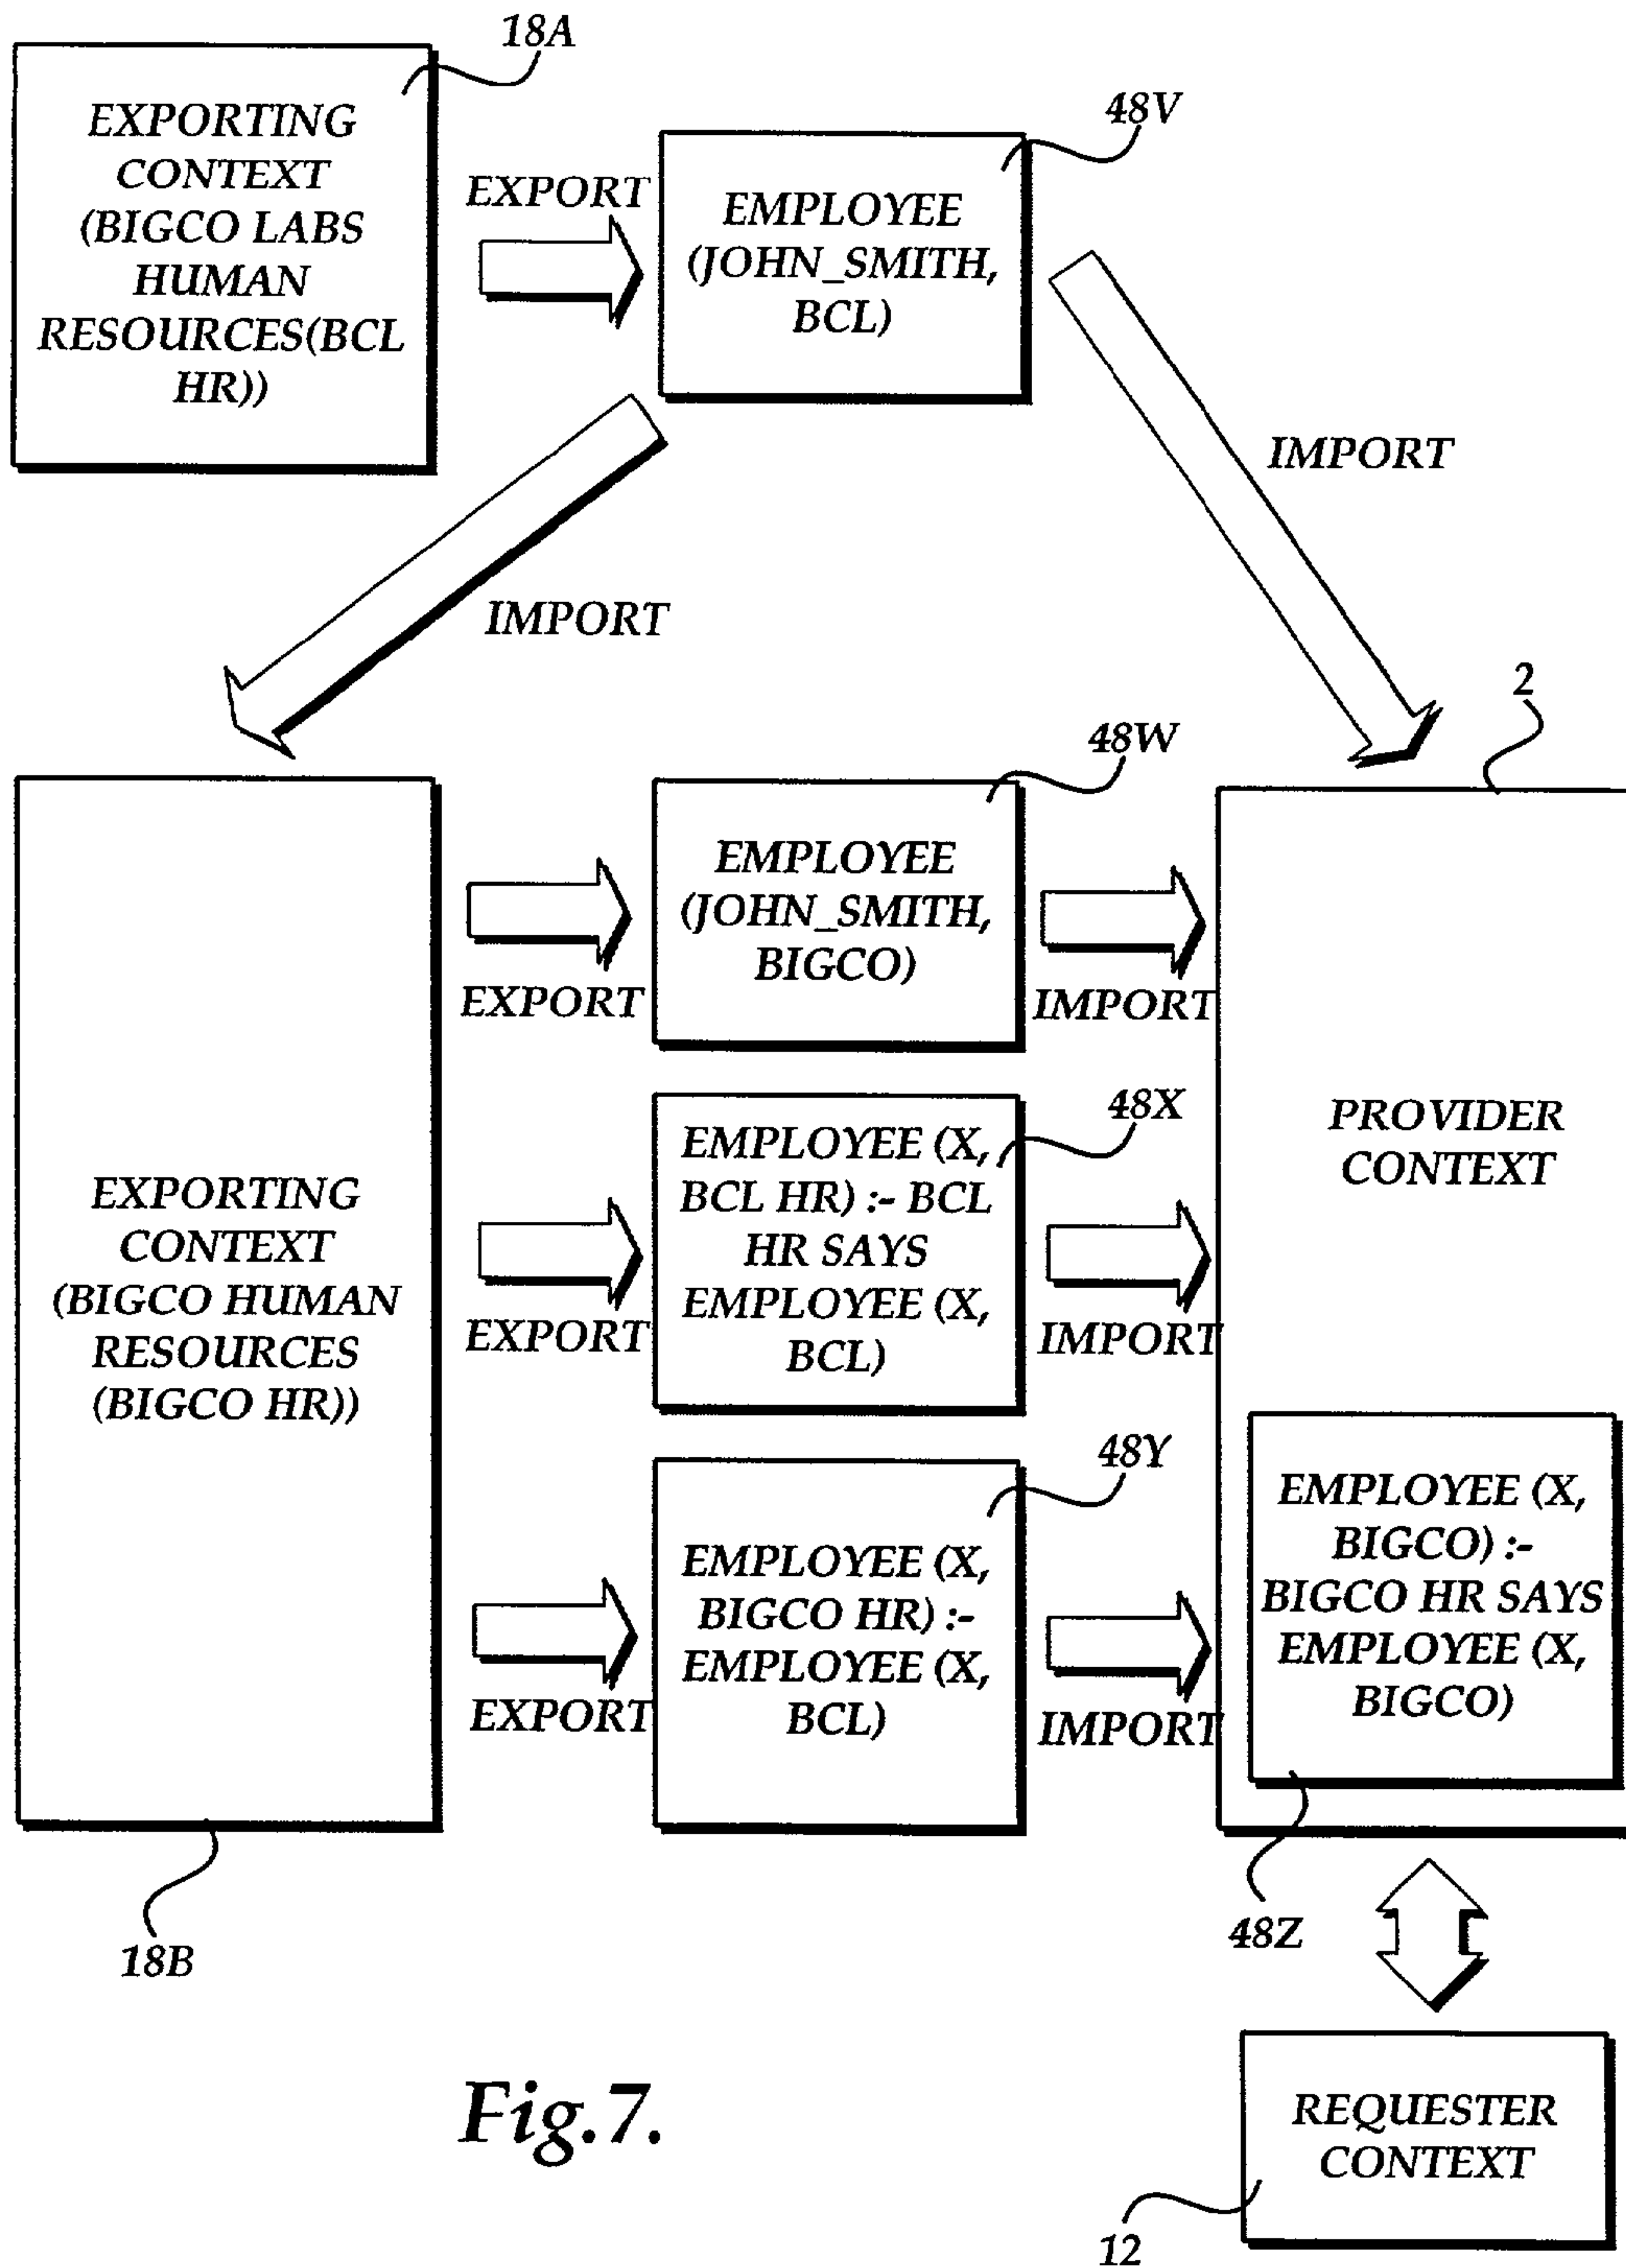 18A
EXPORTING
CONTEXT
(BIGCO LABS
HUMAN
RESOURCES(BCL
HR))
EXPORT
48V
EMPLOYEE
(JOHN_SMITH,
BCL)
IMPORT
IMPORT
2
48W
EMPLOYEE
(JOHN_SMITH,
BIGCO)
EXPORT
IMPORT
48X
EMPLOYEE (X,
BCL HR) :- BCL
HR SAYS
EMPLOYEE (X,
BCL)
EXPORT
IMPORT
PROVIDER
CONTEXT
EXPORTING
CONTEXT
(BIGCO HUMAN
RESOURCES
(BIGCO HR))
48Y
EMPLOYEE (X,
BIGCO HR) :-
EMPLOYEE (X,
BCL)
EXPORT
IMPORT
EMPLOYEE (X,
BIGCO) :-
BIGCO HR SAYS
EMPLOYEE (X,
BIGCO)
18B
48Z
Fig.7.
REQUESTER
CONTEXT
12